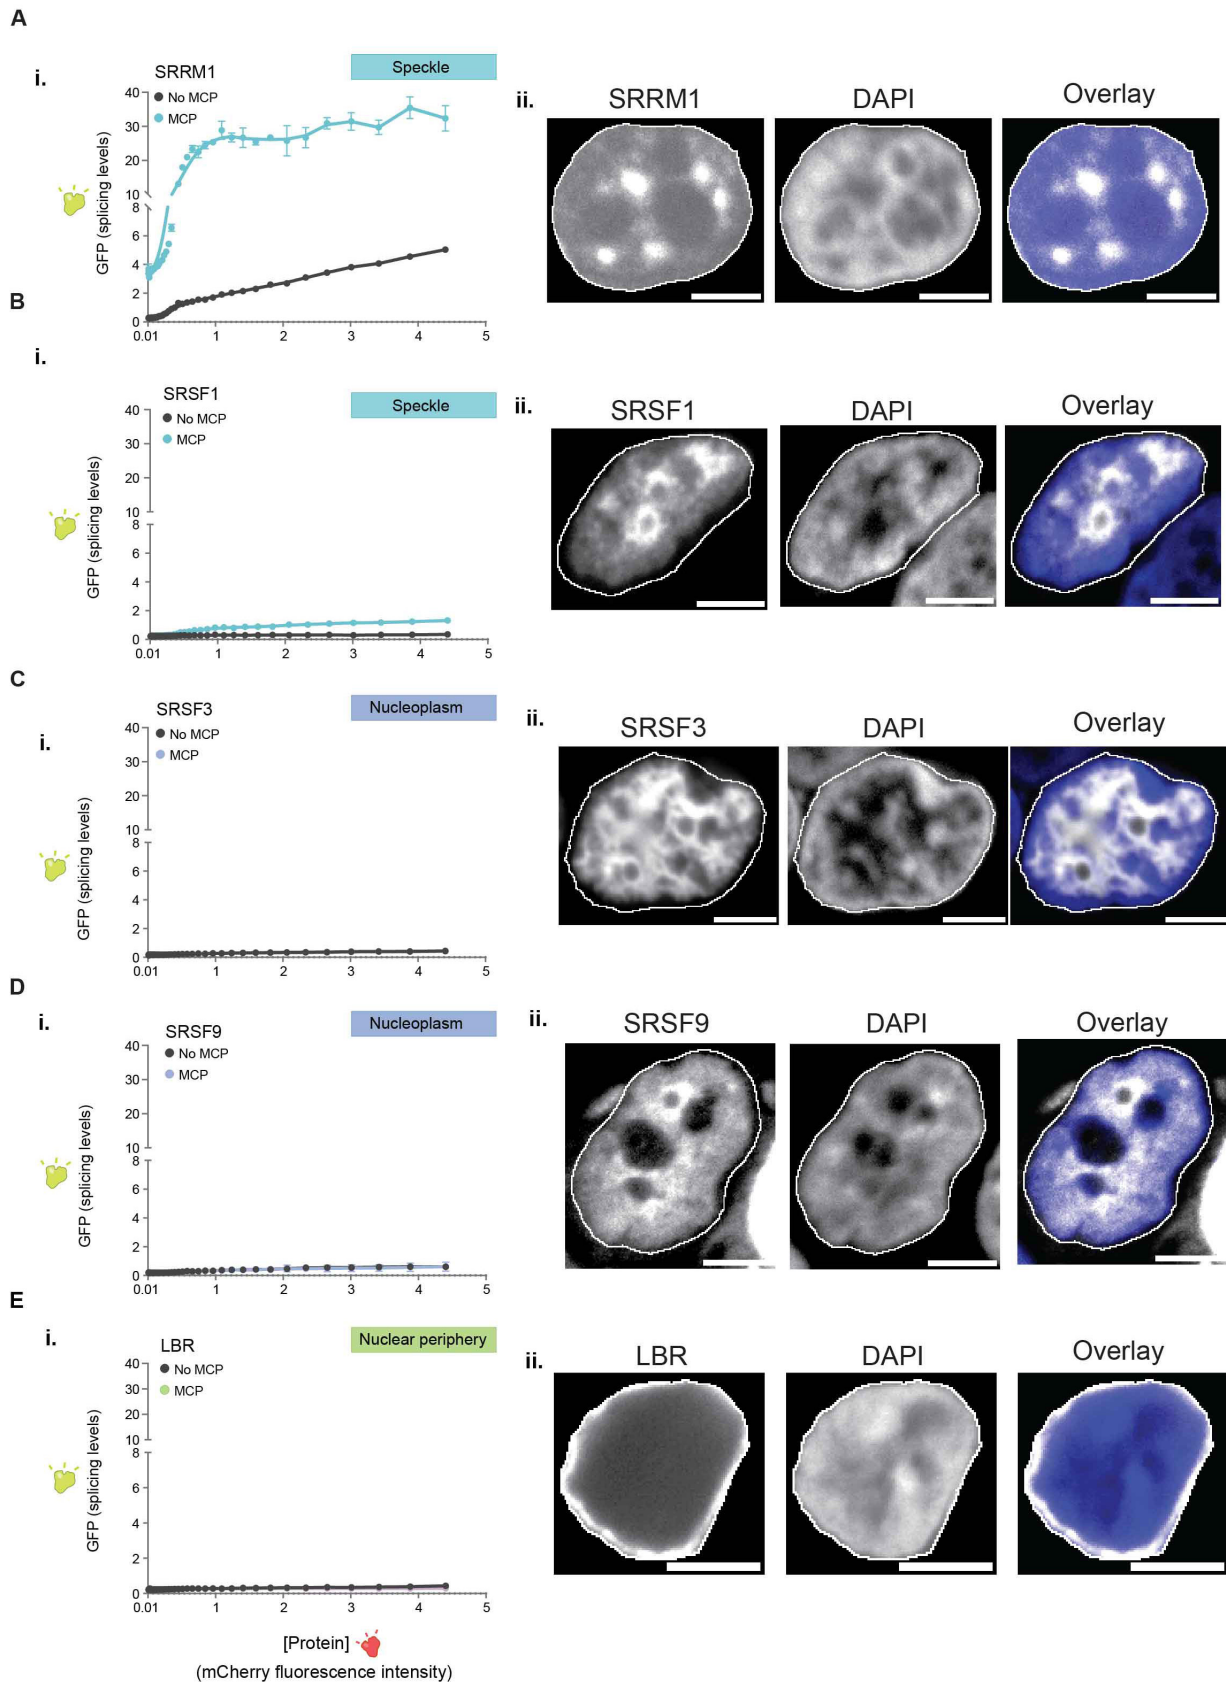 A
i.
SRRM1
Speckle
No MCP
MCP
GFP (splicing levels)
40
30
20
10
8
6
4
2
0
0.01 1 2 3 4 5
ii.
SRRM1 DAPI Overlay
B
i.
SRSF1
Speckle
No MCP
MCP
GFP (splicing levels)
40
30
20
10
8
6
4
2
0
0.01 1 2 3 4 5
ii.
SRSF1 DAPI Overlay
C
i.
SRSF3
Nucleoplasm
No MCP
MCP
GFP (splicing levels)
40
30
20
10
8
6
4
2
0
0.01 1 2 3 4 5
ii.
SRSF3 DAPI Overlay
D
i.
SRSF9
Nucleoplasm
No MCP
MCP
GFP (splicing levels)
40
30
20
10
8
6
4
2
0
0.01 1 2 3 4 5
ii.
SRSF9 DAPI Overlay
E
i.
LBR
Nuclear periphery
No MCP
MCP
GFP (splicing levels)
40
30
20
10
8
6
4
2
0
0.01 1 2 3 4 5
ii.
LBR DAPI Overlay
[Protein]
(mCherry fluorescence intensity)